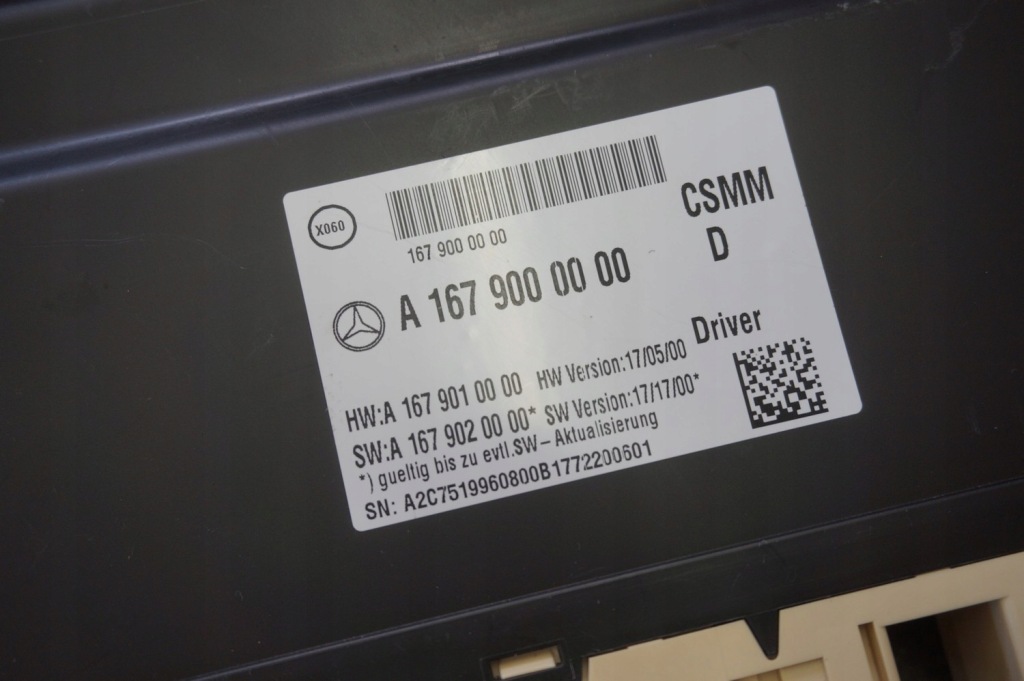 X060
167 900 00 00
CSMM
D
A 167 900 00 00
Driver
HW:A 167 901 00 00 HW Version:17/05/00
SW:A 167 902 00 00* SW Version:17/17/00*
*) gueltig bis zu evtl.SW - Aktualisierung
SN: A2C7519960800B1772200601